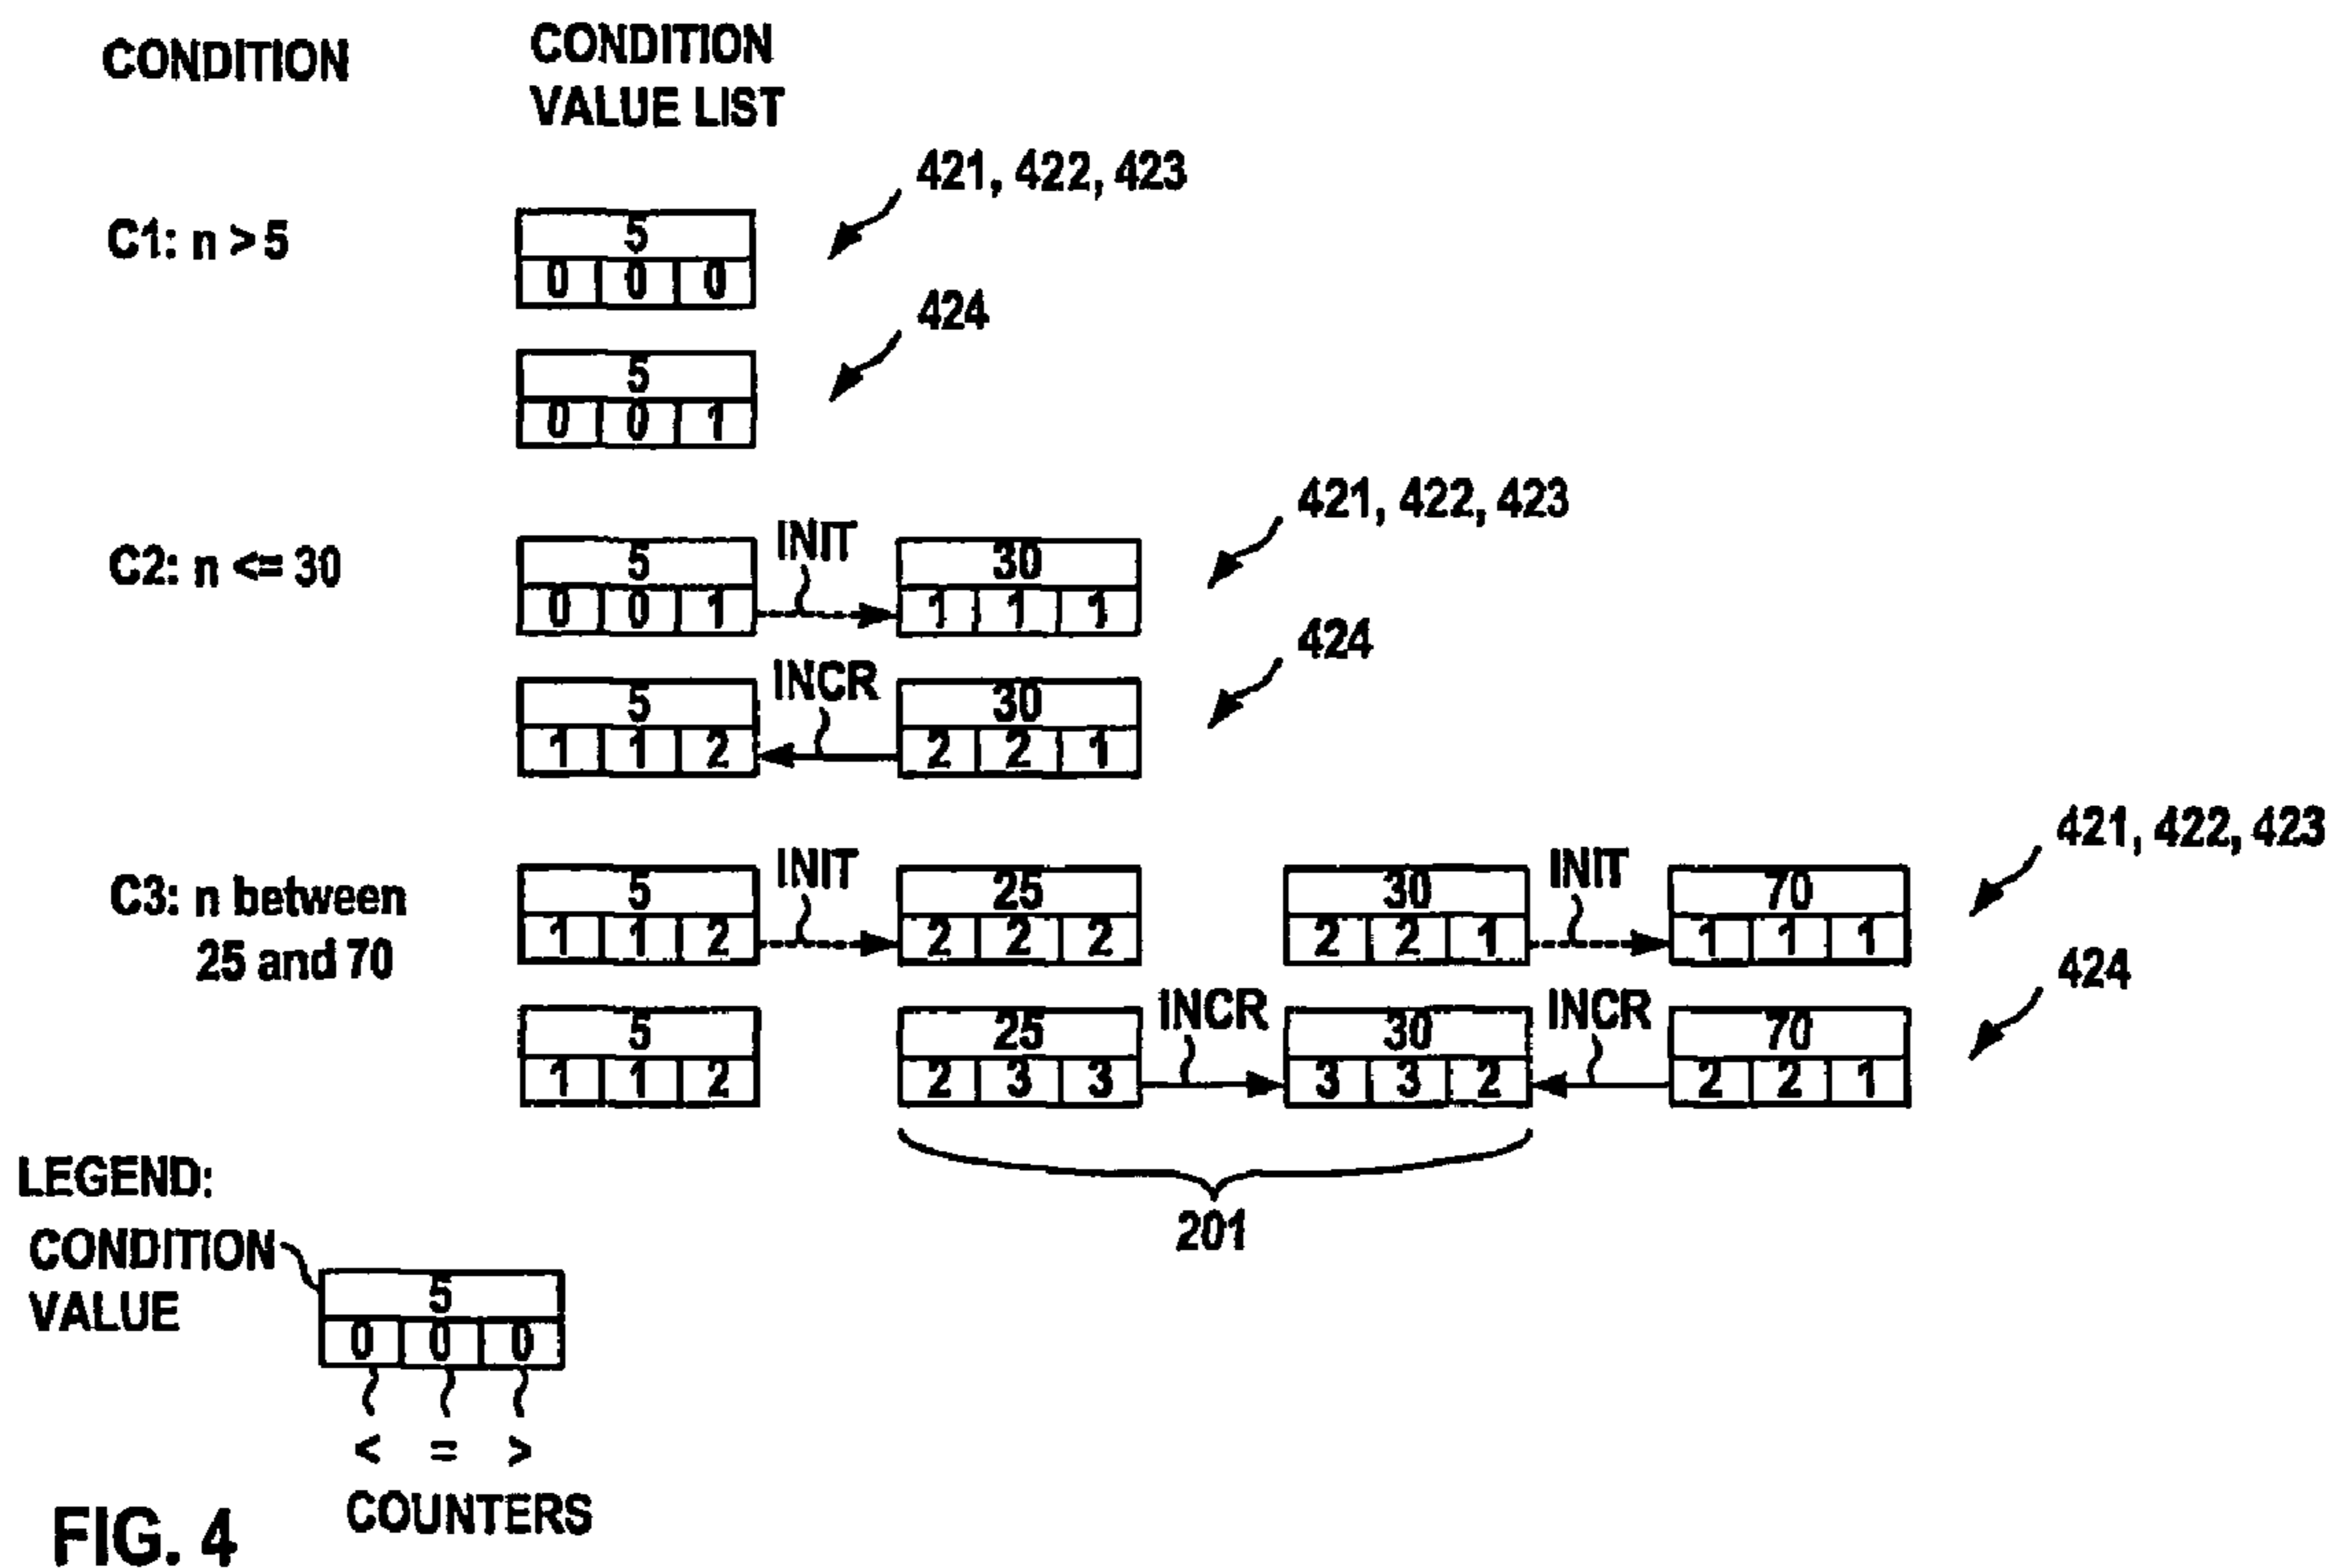 CONDITION
CONDITION
VALUE LIST
421, 422, 423
C1: n > 5
5
0 0 0
424
5
0 0 1
421, 422, 423
C2: n <= 30
5
0 0 1
INIT
30
1 1 1
424
5
1 1 2
INCR
30
2 2 1
421, 422, 423
C3: n between
25 and 70
5
1 1 2
INIT
25
2 2 2
30
2 2 1
INIT
70
1 1 1
424
5
1 1 2
25
2 3 3
INCR
30
3 3 2
INCR
70
2 2 1
201
LEGEND:
CONDITION
VALUE
5
0 0 0
< = >
COUNTERS
FIG. 4